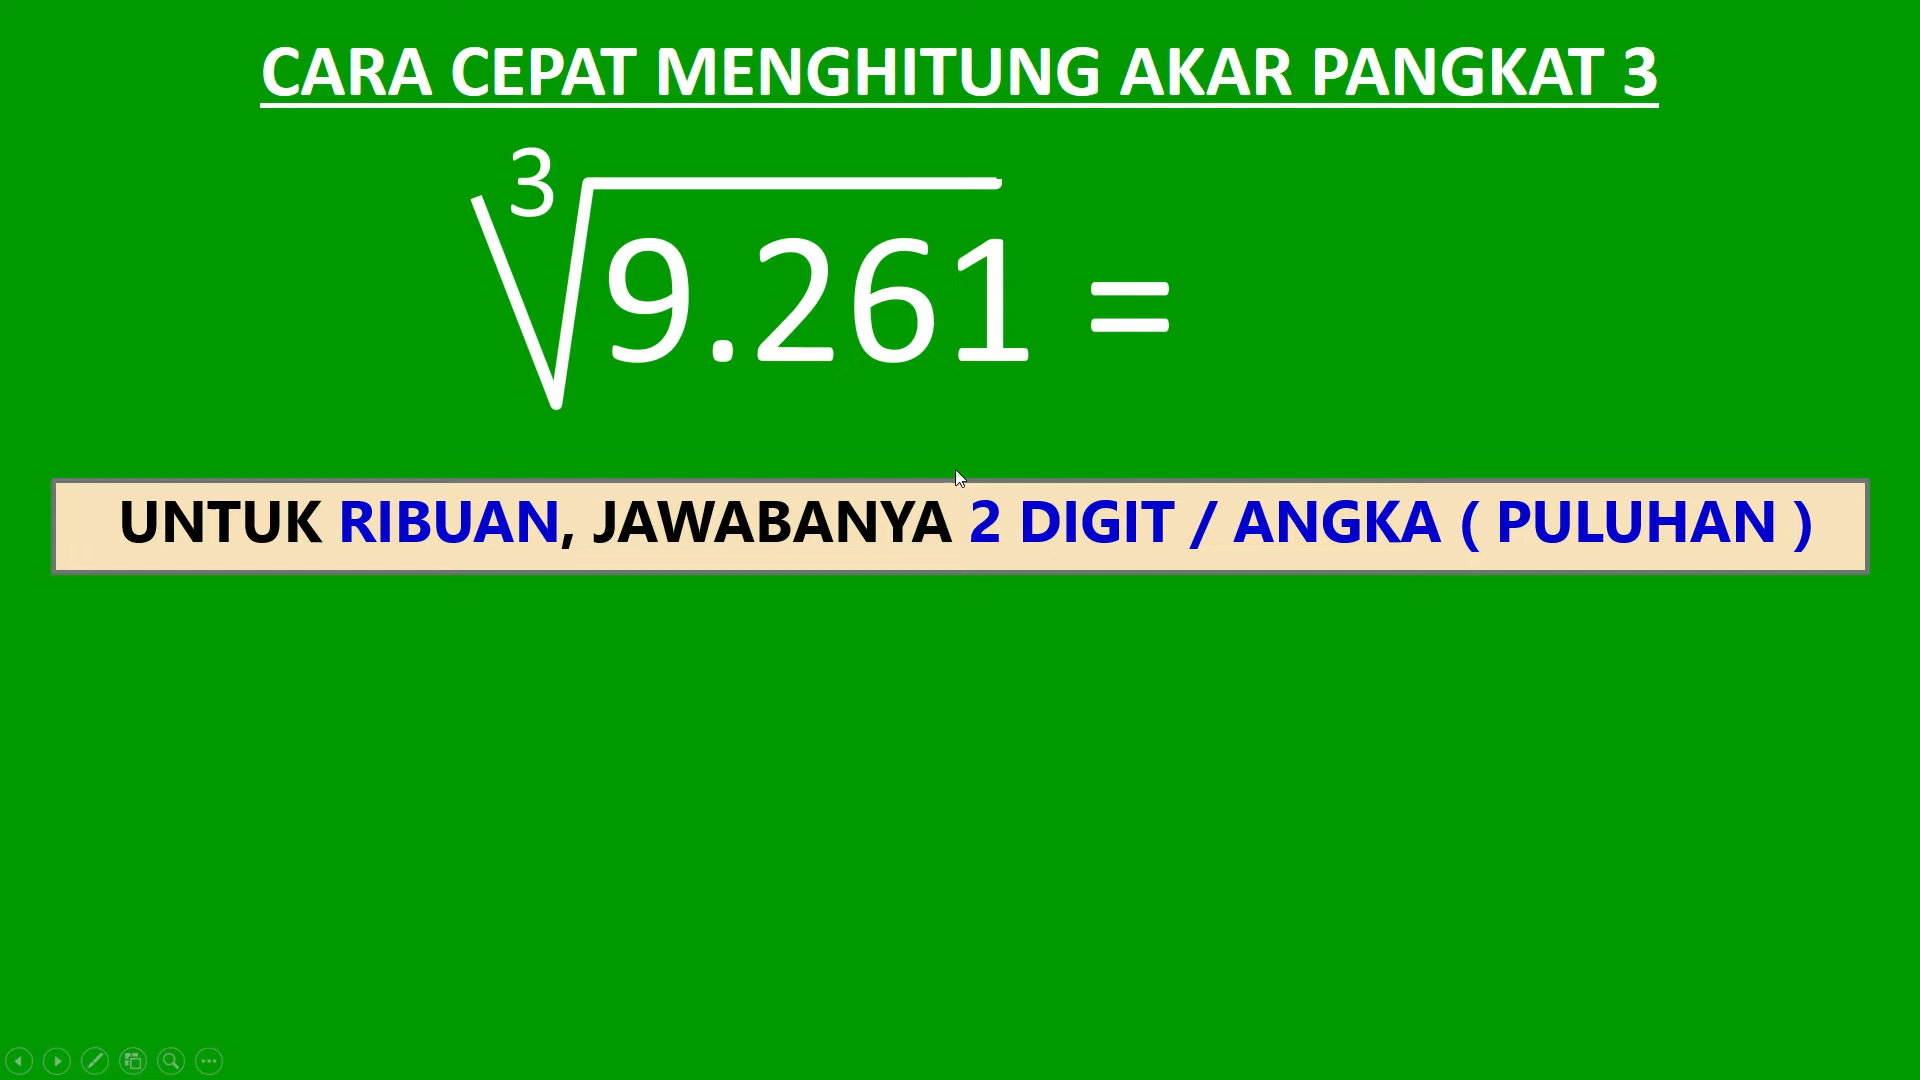 CARA CEPAT MENGHITUNG AKAR PANGKAT 3
3
√9.261 =
UNTUK RIBUAN, JAWABANYA 2 DIGIT / ANGKA ( PULUHAN )